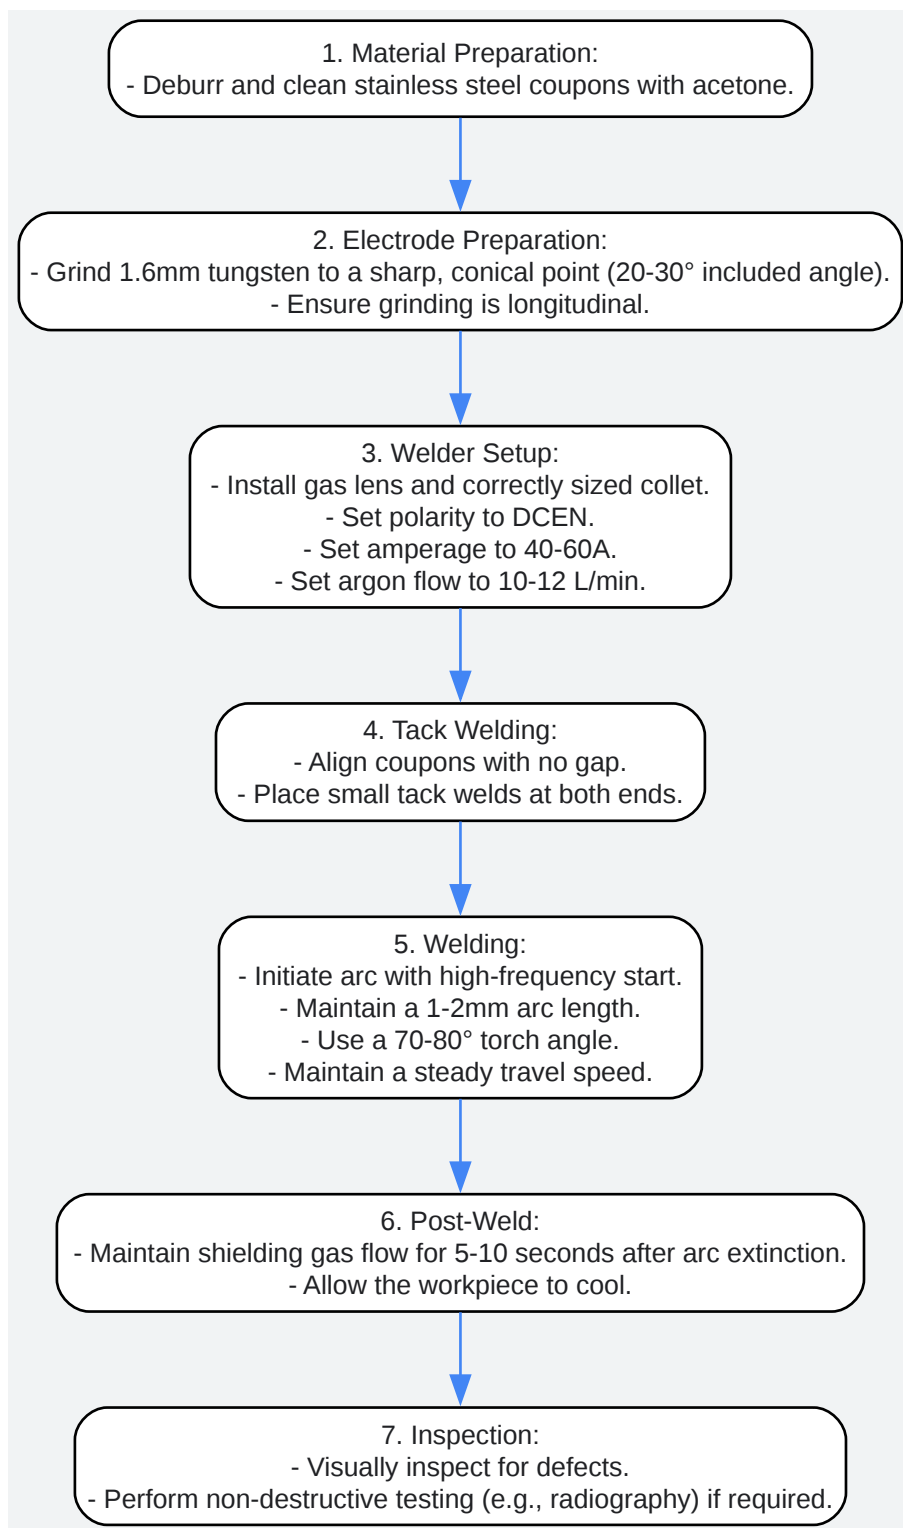 1. Material Preparation:
- Deburr and clean stainless steel coupons with acetone.
2. Electrode Preparation:
- Grind 1.6mm tungsten to a sharp, conical point (20-30° included angle).
- Ensure grinding is longitudinal.
3. Welder Setup:
- Install gas lens and correctly sized collet.
- Set polarity to DCEN.
- Set amperage to 40-60A.
- Set argon flow to 10-12 L/min.
4. Tack Welding:
- Align coupons with no gap.
- Place small tack welds at both ends.
5. Welding:
- Initiate arc with high-frequency start.
- Maintain a 1-2mm arc length.
- Use a 70-80° torch angle.
- Maintain a steady travel speed.
6. Post-Weld:
- Maintain shielding gas flow for 5-10 seconds after arc extinction.
- Allow the workpiece to cool.
7. Inspection:
- Visually inspect for defects.
- Perform non-destructive testing (e.g., radiography) if required.